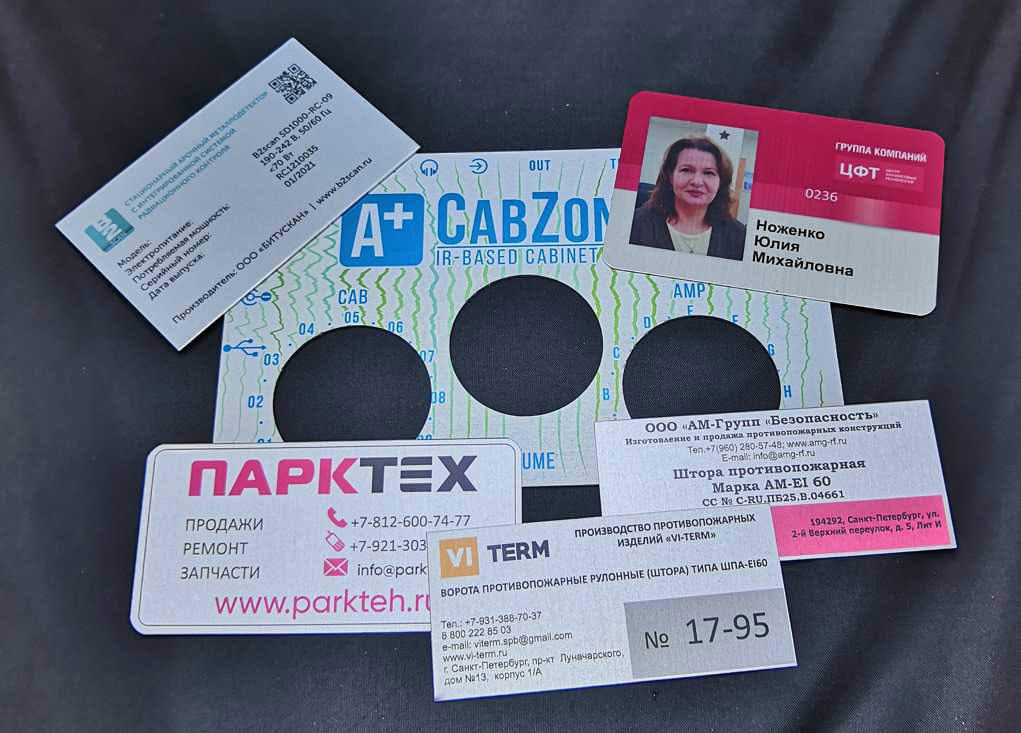 СТАЦИОНАРНЫЙ АРОЧНЫЙ МЕТАЛЛОДЕТЕКТОР
С ИНТЕГРИРОВАННОЙ СИСТЕМОЙ
РАДИАЦИОННОГО КОНТРОЛЯ
Модель: B2scan SD1000-RC-09
Электропитание: 190-242 В, 50/60 Гц
Потребляемая мощность: <70 Вт
Серийный номер: RC1210035
Дата выпуска: 01/2021
Производитель: ООО «БИТУСКАН» | www.b2scan.ru
OUT
A+ CABZON
IR-BASED CABINET
CAB
AMP
02 03 04 05 06 07 08
B C D E F G H
UME
ГРУППА КОМПАНИЙ
ЦФТ
0236
Ноженко
Юлия
Михайловна
ПАРКТЕХ
ПРОДАЖИ
РЕМОНТ
ЗАПЧАСТИ
+7-812-600-74-77
+7-921-303
info@park
www.parkteh.ru
ООО «АМ-Групп «Безопасность»
Изготовление и продажа противопожарных конструкций
Тел.+7(960) 280-57-48; www.amg-rf.ru
E-mail: info@amg-rf.ru
Штора противопожарная
Марка AM-EI 60
СС № C-RU.ПБ25.В.04661
194292, Санкт-Петербург, ул.
2-й Верхний переулок, д. 5, Лит И
VI TERM
ПРОИЗВОДСТВО ПРОТИВОПОЖАРНЫХ
ИЗДЕЛИЙ «VI-TERM»
ВОРОТА ПРОТИВОПОЖАРНЫЕ РУЛОННЫЕ (ШТОРА) ТИПА ШПА-EI60
Тел.: +7-931-388-70-37
8 800 222 85 03
e-mail: viterm.spb@gmail.com
www.vi-term.ru
г. Санкт-Петербург, пр-кт Луначарского,
дом №13, корпус 1/А
№ 17-95